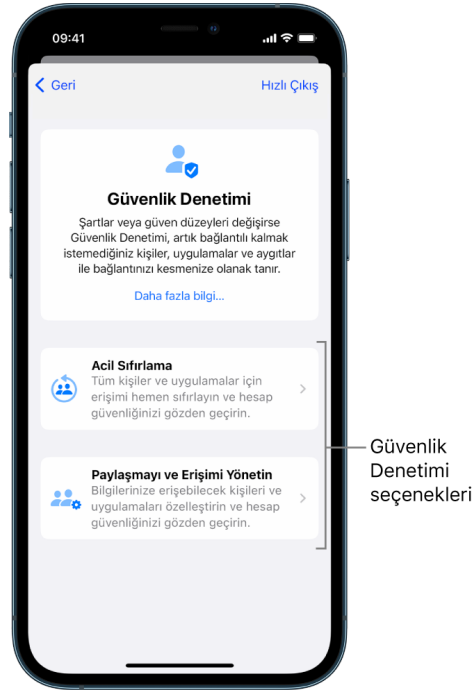 09:41
Geri
Hızlı Çıkış
Güvenlik Denetimi
Şartlar veya güven düzeyleri değişirse
Güvenlik Denetimi, artık bağlantılı kalmak
istemediğiniz kişiler, uygulamalar ve aygıtlar
ile bağlantınızı kesmenize olanak tanır.
Daha fazla bilgi...
Acil Sıfırlama
Tüm kişiler ve uygulamalar için
erişimi hemen sıfırlayın ve hesap
güvenliğinizi gözden geçirin.
Paylaşmayı ve Erişimi Yönetin
Bilgilerinize erişebilecek kişileri ve
uygulamaları özelleştirin ve hesap
güvenliğinizi gözden geçirin.
Güvenlik
Denetimi
seçenekleri